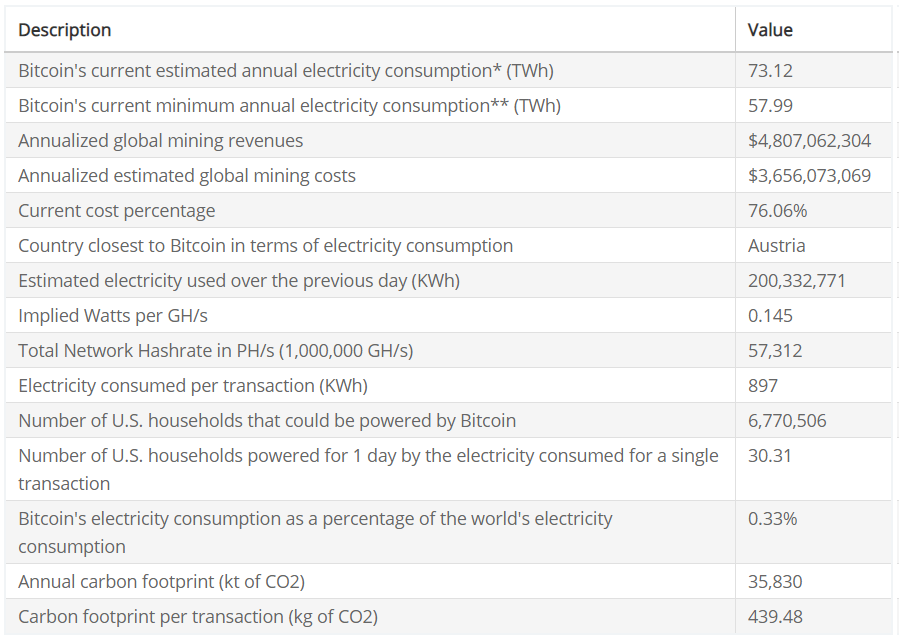 Description Value
Bitcoin's current estimated annual electricity consumption* (TWh) 73.12
Bitcoin's current minimum annual electricity consumption** (TWh) 57.99
Annualized global mining revenues $4,807,062,304
Annualized estimated global mining costs $3,656,073,069
Current cost percentage 76.06%
Country closest to Bitcoin in terms of electricity consumption Austria
Estimated electricity used over the previous day (KWh) 200,332,771
Implied Watts per GH/s 0.145
Total Network Hashrate in PH/s (1,000,000 GH/s) 57,312
Electricity consumed per transaction (KWh) 897
Number of U.S. households that could be powered by Bitcoin 6,770,506
Number of U.S. households powered for 1 day by the electricity consumed for a single 30.31
transaction
Bitcoin's electricity consumption as a percentage of the world's electricity 0.33%
consumption
Annual carbon footprint (kt of CO2) 35,830
Carbon footprint per transaction (kg of CO2) 439.48